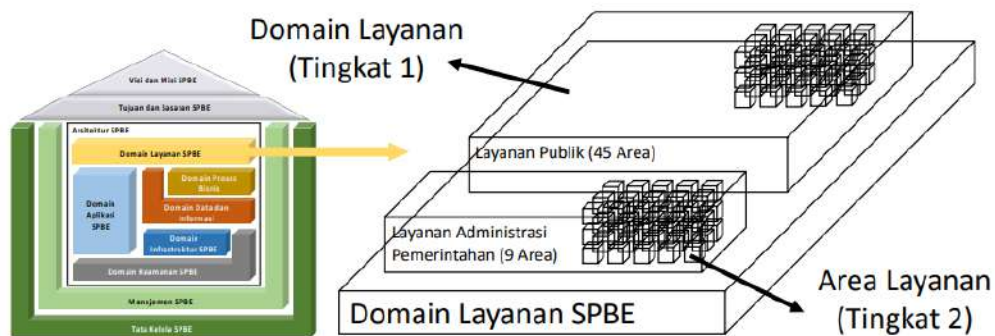 Visi dan Misi SPBE
Tujuan dan Sasaran SPBE
Arsitektur SPBE
Domain Layanan SPBE
Domain Proses
Bisnis
Domain
Aplikasi
SPBE
Domain Data dan
Informasi
Domain
Infrastruktur SPBE
Domain Keamanan SPBE
Manajemen SPBE
Tata Kelola SPBE
Domain Layanan
(Tingkat 1)
Layanan Publik (45 Area)
Layanan Administrasi
Pemerintahan (9 Area)
Domain Layanan SPBE
Area Layanan
(Tingkat 2)